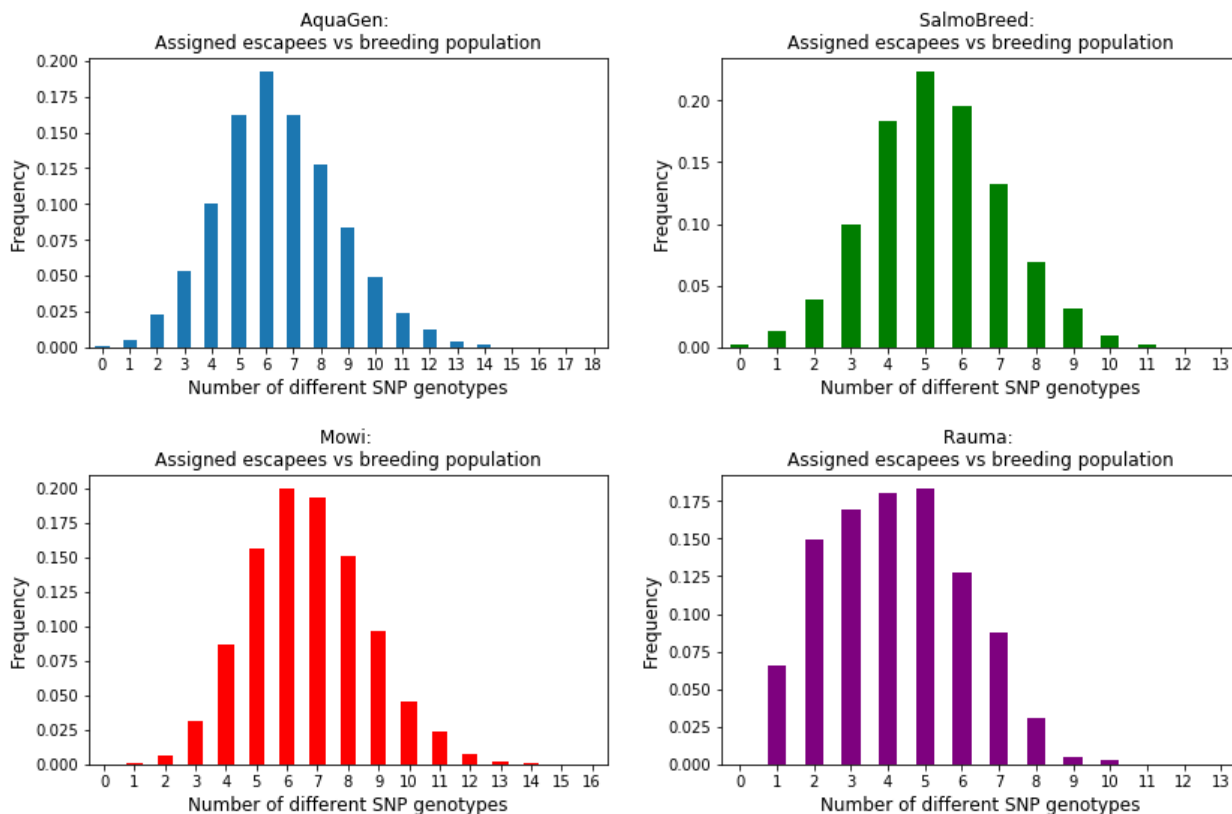 AquaGen:
Assigned escapees vs breeding population
0.200
0.175
0.150
0.125
0.100
0.075
0.050
0.025
0.000
Frequency
0 1 2 3 4 5 6 7 8 9 10 11 12 13 14 15 16 17 18
Number of different SNP genotypes
SalmoBreed:
Assigned escapees vs breeding population
0.20
0.15
0.10
0.05
0.00
Frequency
0 1 2 3 4 5 6 7 8 9 10 11 12 13
Number of different SNP genotypes
Mowi:
Assigned escapees vs breeding population
0.200
0.175
0.150
0.125
0.100
0.075
0.050
0.025
0.000
Frequency
0 1 2 3 4 5 6 7 8 9 10 11 12 13 14 15 16
Number of different SNP genotypes
Rauma:
Assigned escapees vs breeding population
0.175
0.150
0.125
0.100
0.075
0.050
0.025
0.000
Frequency
0 1 2 3 4 5 6 7 8 9 10 11 12 13
Number of different SNP genotypes